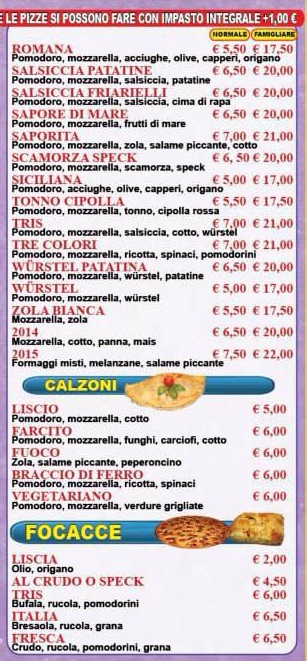 E LE PIZZE SI POSSONO FARE CON IMPASTO INTEGRALE +1,00 €
NORMALE FAMIGLIARE
ROMANA € 5,50 € 17,50
Pomodoro, mozzarella, acciughe, olive, capperi, origano
SALSICCIA PATATINE € 6,50 € 20,00
Pomodoro, mozzarella, salsiccia, patatine
SALSICCIA FRIARIELLI € 6,50 € 20,00
Pomodoro, mozzarella, salsiccia, cima di rapa
SAPORE DI MARE € 6,50 € 20,00
Pomodoro, mozzarella, frutti di mare
SAPORITA € 7,00 € 21,00
Pomodoro, mozzarella, zola, salame piccante, cotto
SCAMORZA SPECK € 6, 50 € 20,00
Pomodoro, mozzarella, scamorza, speck
SICILIANA € 5,00 € 17,00
Pomodoro, acciughe, olive, capperi, origano
TONNO CIPOLLA € 5,50 € 17,50
Pomodoro, mozzarella, tonno, cipolla rossa
TRIS € 7,00 € 21,00
Pomodoro, mozzarella, salsiccia, cotto, würstel
TRE COLORI € 7,00 € 21,00
Pomodoro, mozzarella, ricotta, spinaci, pomodorini
WÜRSTEL PATATINA € 6,50 € 20,00
Pomodoro, mozzarella, würstel, patatine
WÜRSTEL € 5,00 € 17,00
Pomodoro, mozzarella, würstel
ZOLA BIANCA € 5,50 € 17,50
Mozzarella, zola
2014 € 6,50 € 20,00
Mozzarella, cotto, panna, mais
2015 € 7,50 € 22,00
Formaggi misti, melanzane, salame piccante
CALZONI
LISCIO € 5,00
Pomodoro, mozzarella, cotto
FARCITO € 6,00
Pomodoro, mozzarella, funghi, carciofi, cotto
FUOCO € 6,00
Zola, salame piccante, peperoncino
BRACCIO DI FERRO € 6,00
Pomodoro, mozzarella, ricotta, spinaci
VEGETARIANO € 6,00
Pomodoro, mozzarella, verdure grigliate
FOCACCE
LISCIA € 2,00
Olio, origano
AL CRUDO O SPECK € 4,50
TRIS € 6,00
Bufala, rucola, pomodorini
ITALIA € 6,50
Bresaola, rucola, grana
FRESCA € 6,50
Crudo, rucola, pomodorini, grana